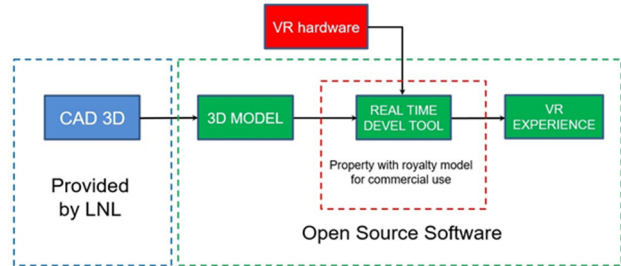 VR hardware
CAD 3D
3D MODEL
REAL TIME
DEVEL TOOL
VR
EXPERIENCE
Property with royalty model
for commercial use
Provided
by LNL
Open Source Software